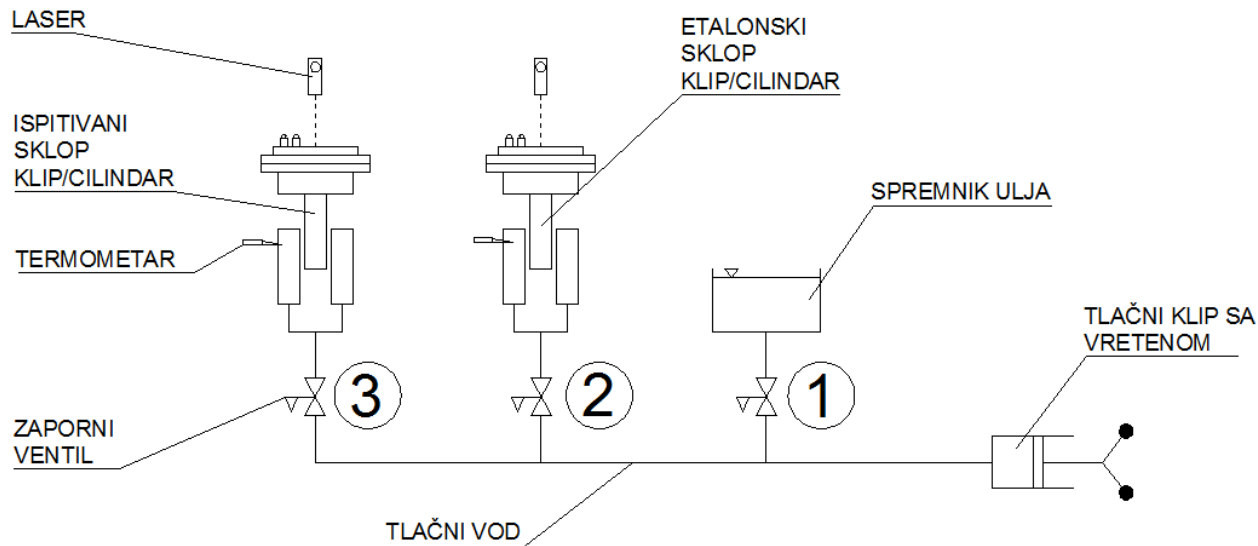 LASER
ETALONSKI
SKLOP
KLIP/CILINDAR
ISPITIVANI
SKLOP
KLIP/CILINDAR
SPREMNIK ULJA
TERMOMETAR
TLAČNI KLIP SA
VRETENOM
3
2
1
ZAPORNI
VENTIL
TLAČNI VOD